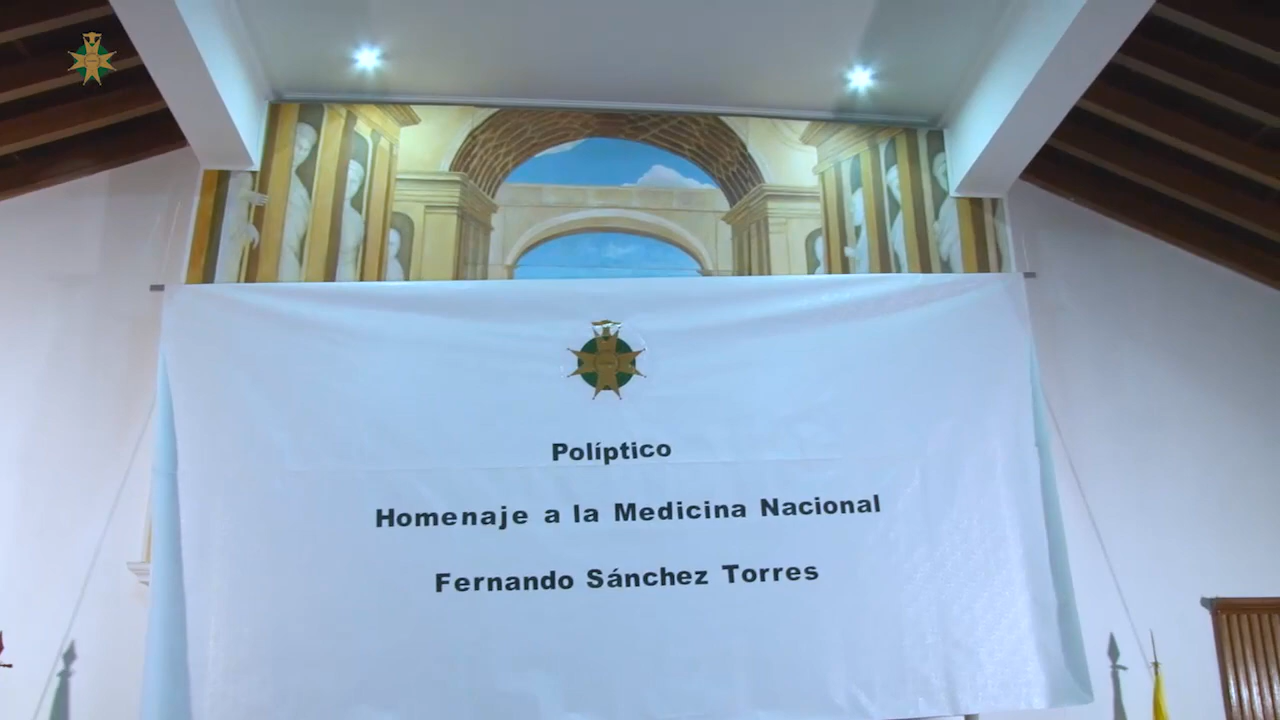 Políptico
Homenaje a la Medicina Nacional
Fernando Sánchez Torres